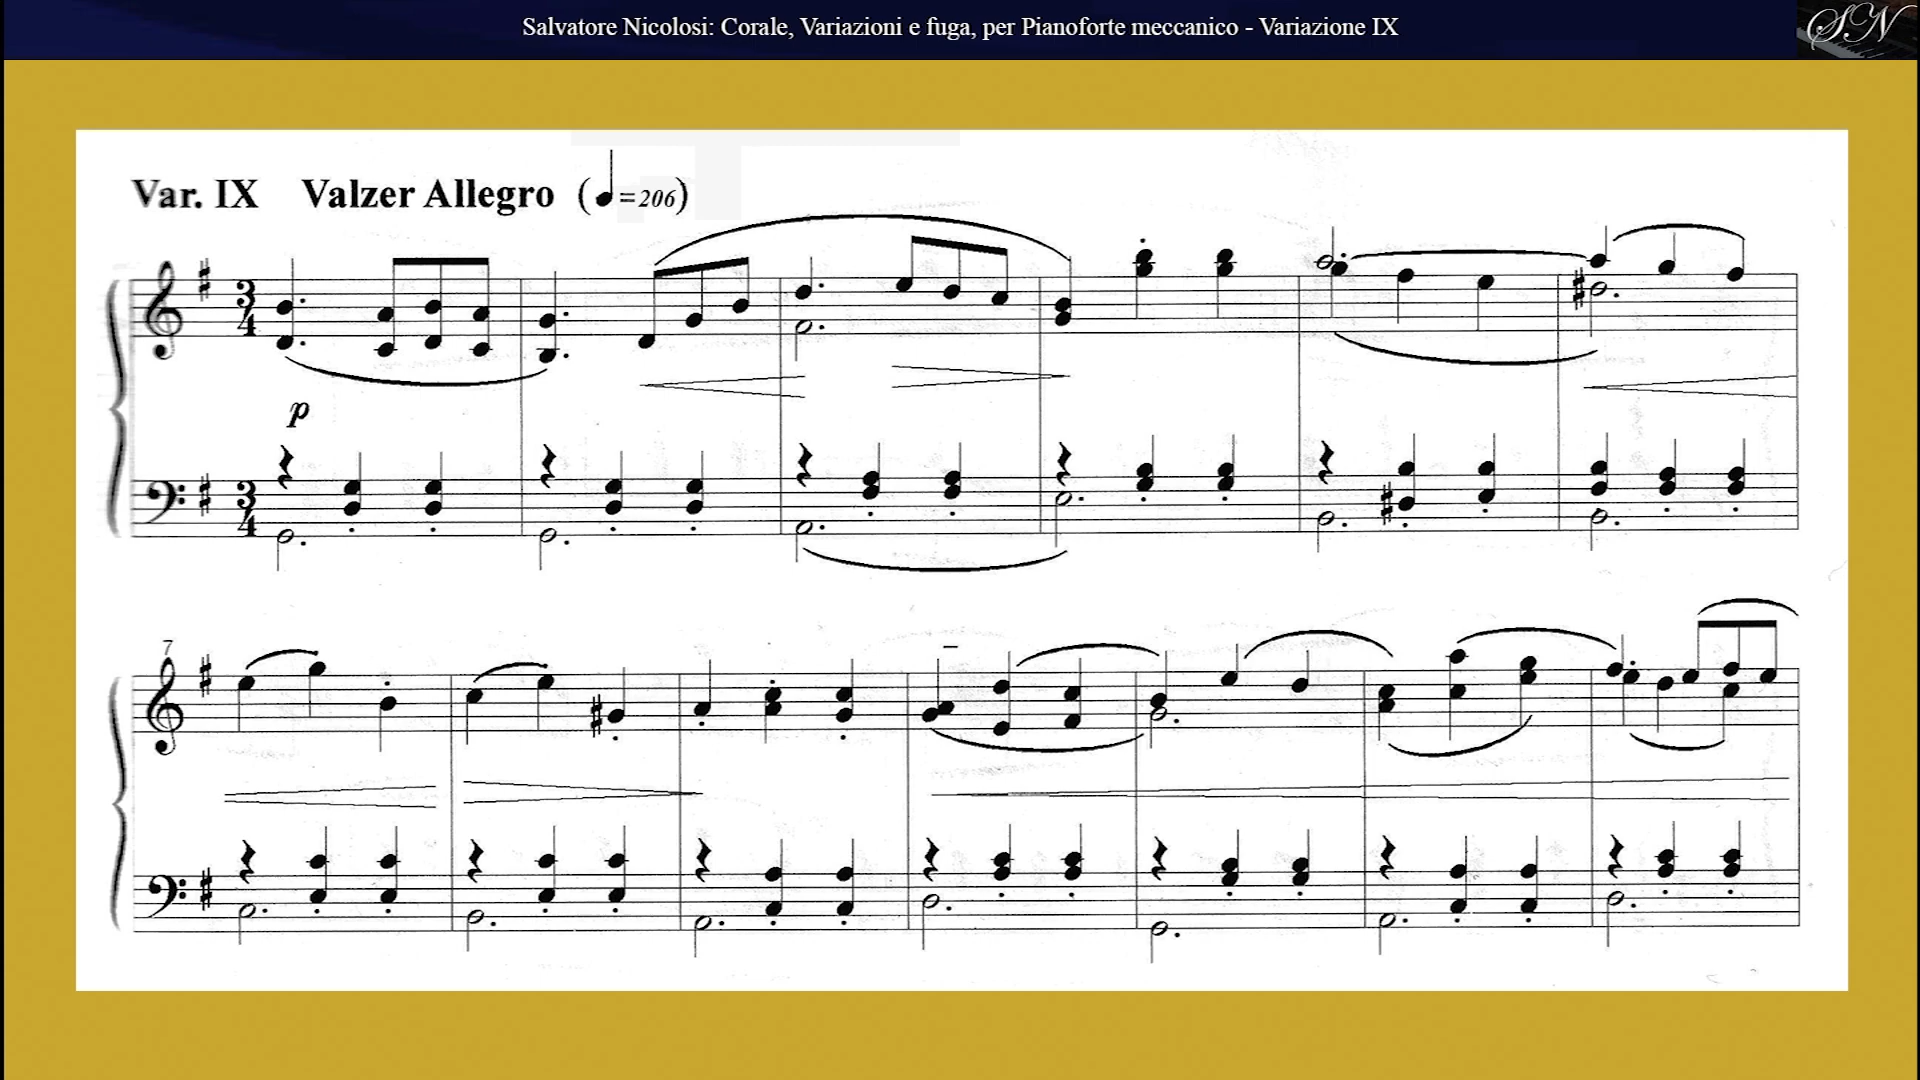 Salvatore Nicolosi: Corale, Variazioni e fuga, per Pianoforte meccanico - Variazione IX
SN
Var. IX Valzer Allegro (♩=206)
3
4
p
3
4
7